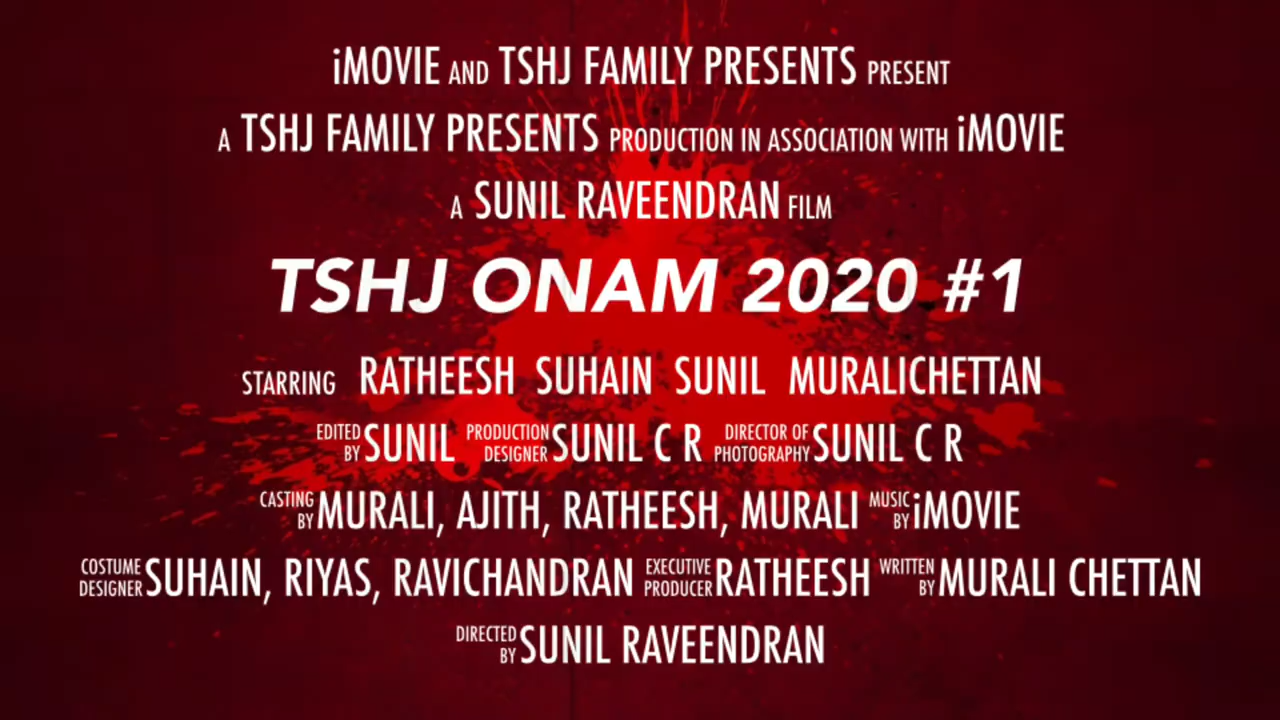 iMOVIE AND TSHJ FAMILY PRESENTS PRESENT
A TSHJ FAMILY PRESENTS PRODUCTION IN ASSOCIATION WITH iMOVIE
A SUNIL RAVEENDRAN FILM
TSHJ ONAM 2020 #1
STARRING RATHEESH SUHAIN SUNIL MURALICHETTAN
EDITED BY SUNIL PRODUCTION DESIGNER SUNIL C R DIRECTOR OF PHOTOGRAPHY SUNIL C R
CASTING BY MURALI, AJITH, RATHEESH, MURALI MUSIC BY iMOVIE
COSTUME DESIGNER SUHAIN, RIYAS, RAVICHANDRAN EXECUTIVE PRODUCER RATHEESH WRITTEN BY MURALI CHETTAN
DIRECTED BY SUNIL RAVEENDRAN